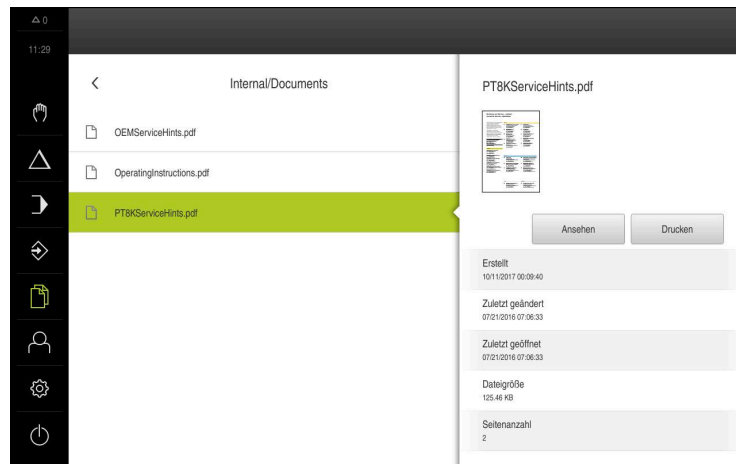 0
11:29
Internal/Documents
OEMServiceHints.pdf
OperatingInstructions.pdf
PT8KServiceHints.pdf
PT8KServiceHints.pdf
Ansehen
Drucken
Erstellt
10/11/2017 00:09:40
Zuletzt geändert
07/21/2016 07:06:33
Zuletzt geöffnet
07/21/2016 07:06:33
Dateigröße
125.46 KB
Seitenanzahl
2